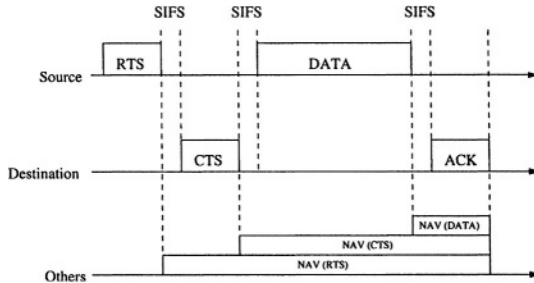 SIFS SIFS SIFS
RTS DATA
Source
CTS ACK
Destination
NAV (DATA)
NAV (CTS)
NAV (RTS)
Others